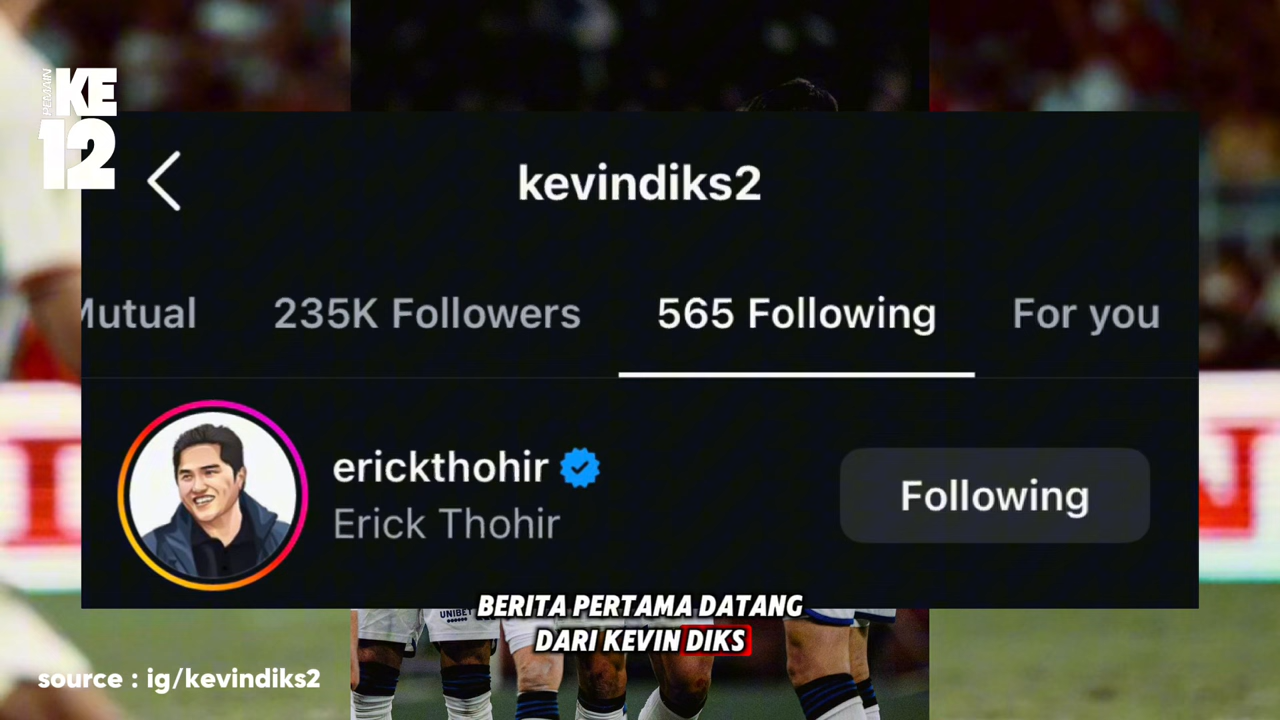 PEMAIN
KE
12
kevindiks2
Mutual
235K Followers
565 Following
For you
erickthohir
Erick Thohir
Following
UNIBET
BERITA PERTAMA DATANG
DARI KEVIN DIKS
source : ig/kevindiks2